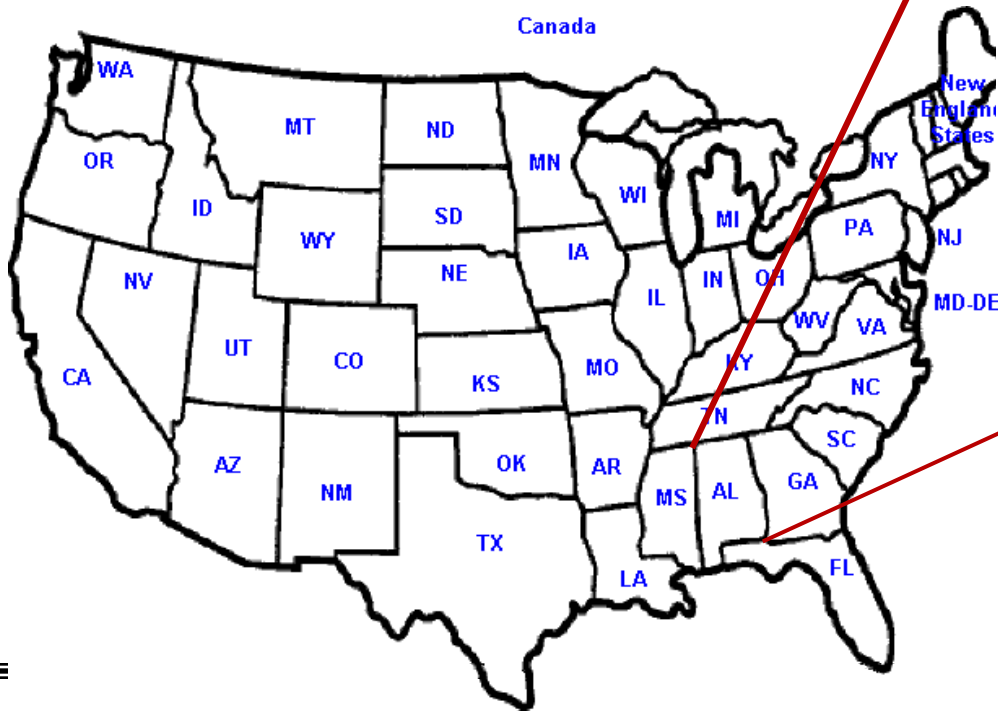 Canada
WA
MT
ND
MN
OR
ID
WY
SD
WI
MI
NY
New
England
States
PA
NJ
NV
NE
IA
IL
IN
OH
MD-DE
WV
VA
UT
CO
KS
MO
KY
CA
NC
TN
SC
AZ
NM
OK
AR
MS
AL
GA
TX
LA
FL